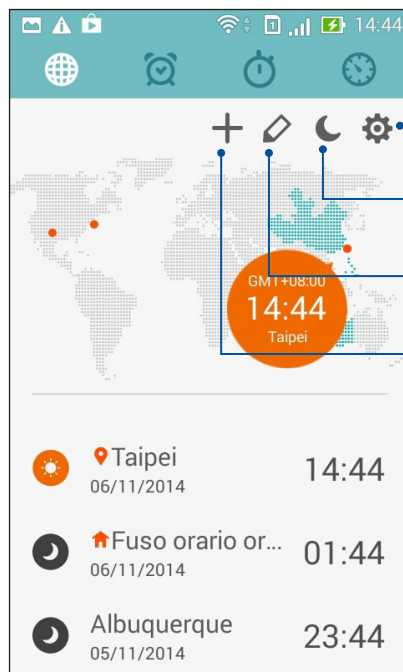 1 14:44
GMT+08:00
14:44
Taipei
Taipei 14:44
06/11/2014
Fuso orario or... 01:44
06/11/2014
Albuquerque 23:44
05/11/2014